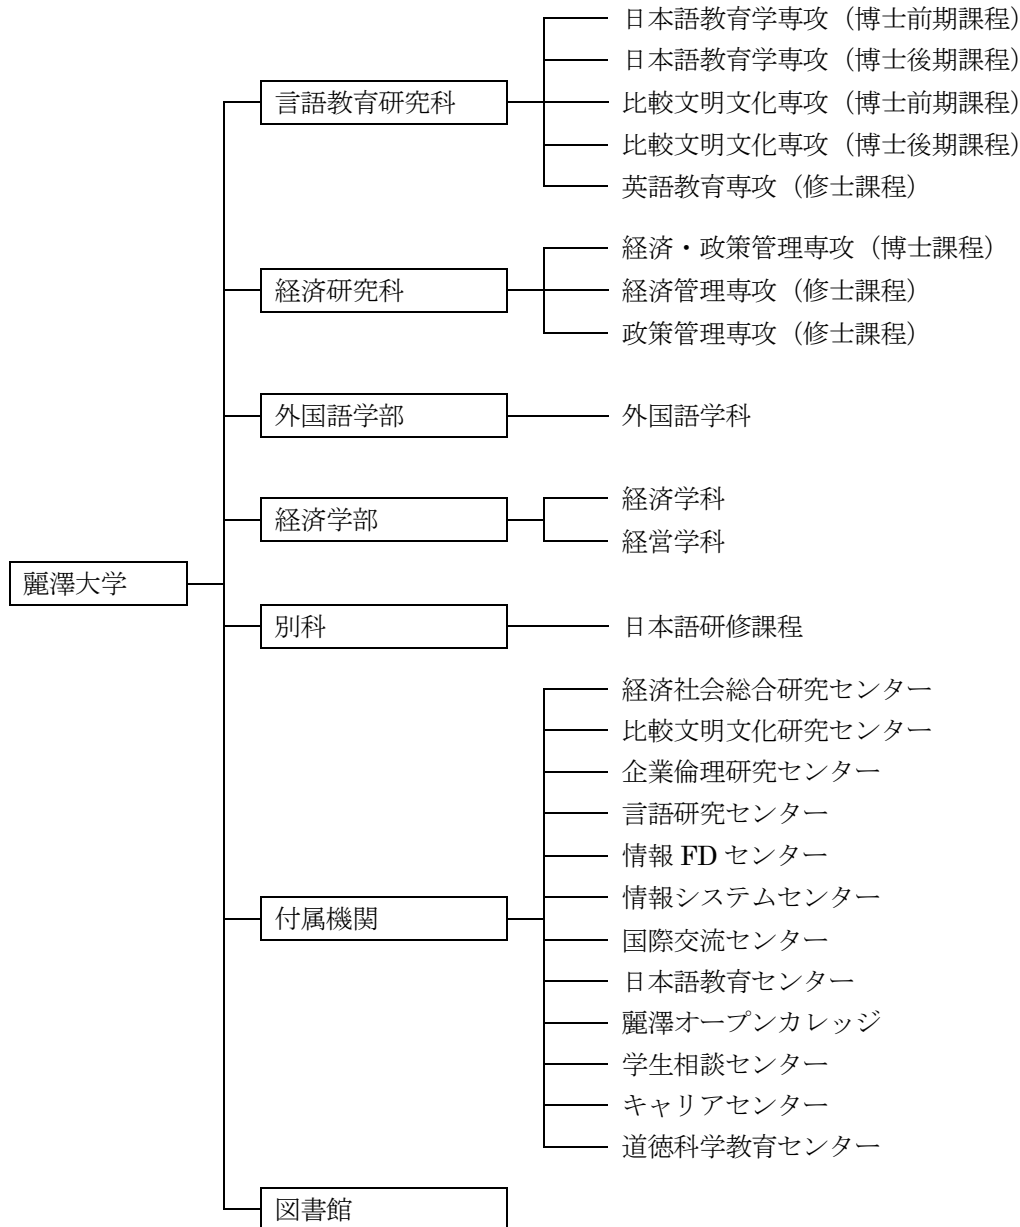 日本語教育学専攻（博士前期課程）
日本語教育学専攻（博士後期課程）
言語教育研究科
比較文明文化専攻（博士前期課程）
比較文明文化専攻（博士後期課程）
英語教育専攻（修士課程）
経済・政策管理専攻（博士課程）
経済研究科
経済管理専攻（修士課程）
政策管理専攻（修士課程）
外国語学部
外国語学科
経済学科
経済学部
経営学科
麗澤大学
別科
日本語研修課程
経済社会総合研究センター
比較文明文化研究センター
企業倫理研究センター
言語研究センター
情報 FD センター
情報システムセンター
付属機関
国際交流センター
日本語教育センター
麗澤オープンカレッジ
学生相談センター
キャリアセンター
道徳科学教育センター
図書館